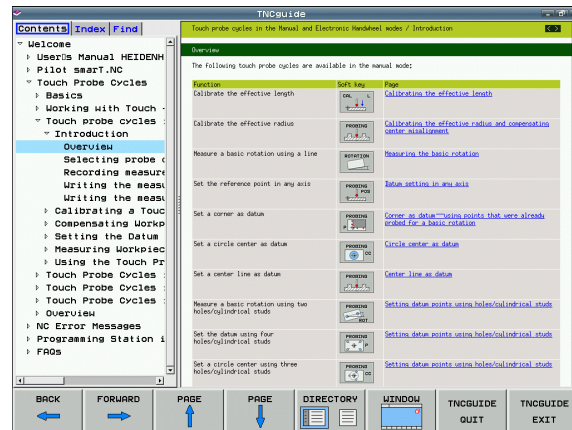 TNCguide
Contents Index Find
Touch probe cycles in the Manual and Electronic Handwheel modes / Introduction
Welcome
User's Manual HEIDENH
Pilot smarT.NC
Touch Probe Cycles
Basics
Working with Touch -
Touch probe cycles :
Introduction
Overview
Selecting probe c
Recording measure
Writing the measu
Writing the measu
Calibrating a Touc
Compensating Workp
Setting the Datum
Measuring Workpiec
Using the Touch Pr
Touch Probe Cycles :
Touch Probe Cycles :
Touch Probe Cycles :
Overview
NC Error Messages
Programming Station i
FAQs
Overview
The following touch probe cycles are available in the manual mode:
Function Soft key Page
Calibrate the effective length CAL L Calibrating the effective length
Calibrate the effective radius PROBING Calibrating the effective radius and compensating
center misalignment
Measure a basic rotation using a line ROTATION Measuring the basic rotation
Set the reference point in any axis PROBING POS Datum setting in any axis
Set a corner as datum PROBING P Corner as datum""using points that were already
probed for a basic rotation
Set a circle center as datum PROBING CC Circle center as datum
Set a center line as datum PROBING Center line as datum
Measure a basic rotation using two
holes/cylindrical studs PROBING ROT Setting datum points using holes/cylindrical studs
Set the datum using four
holes/cylindrical studs PROBING P Setting datum points using holes/cylindrical studs
Set a circle center using three
holes/cylindrical studs PROBING CC Setting datum points using holes/cylindrical studs
BACK FORWARD PAGE PAGE DIRECTORY WINDOW TNCGUIDE TNCGUIDE
QUIT EXIT